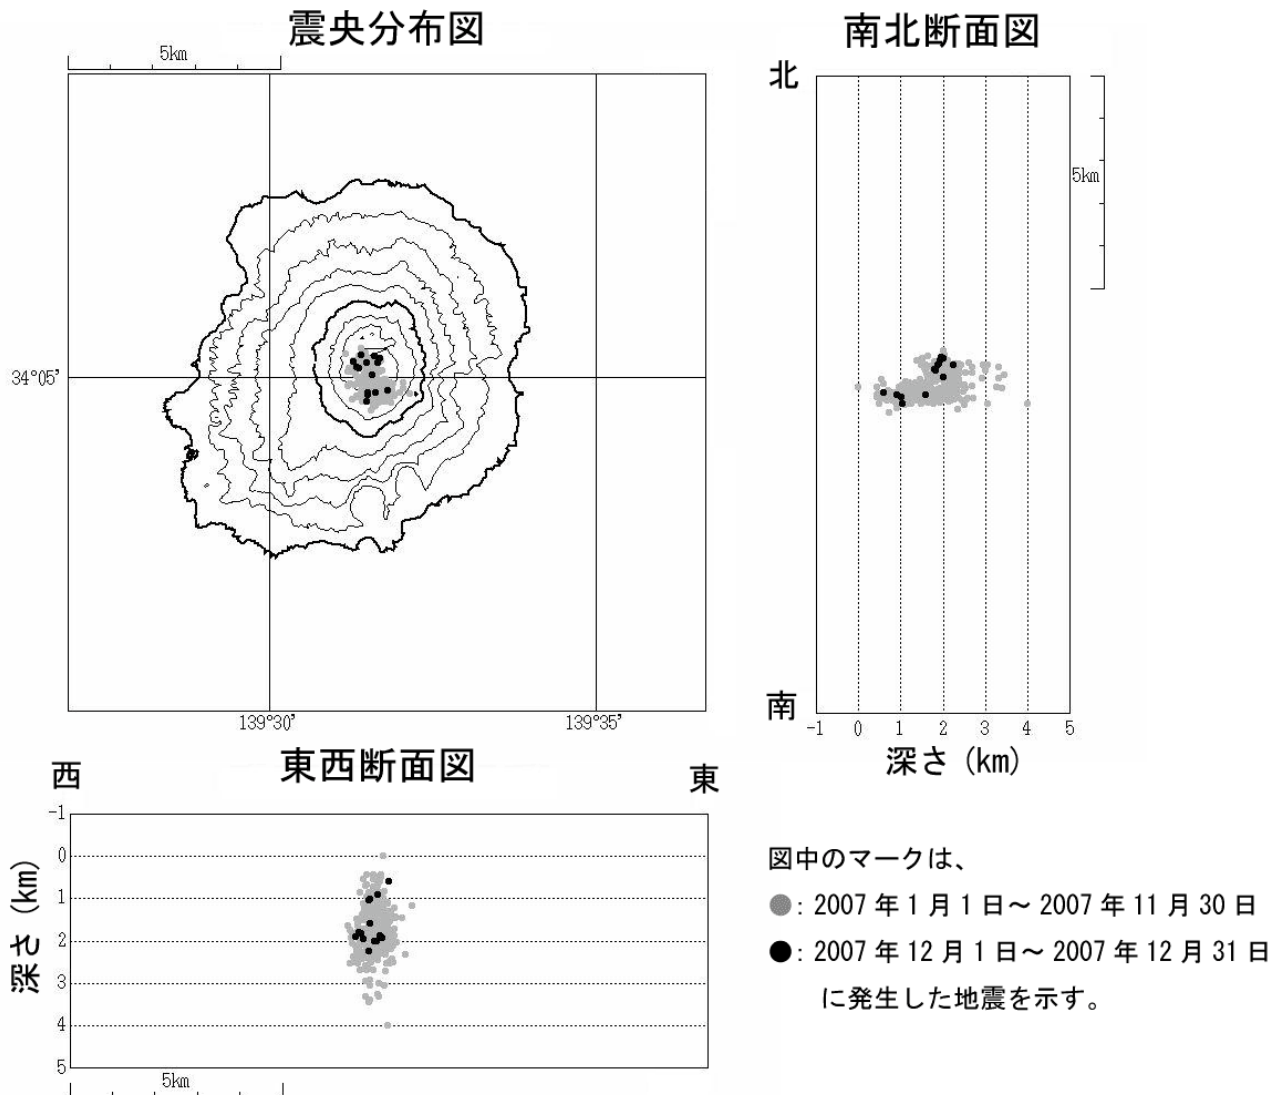 震央分布図
5km
34°05'
139°30'
139°35'
南北断面図
北
5km
南
-1 0 1 2 3 4 5
深さ (km)
東西断面図
西
東
-1
0
1
2
3
4
5
深さ (km)
5km
図中のマークは、
●: 2007 年 1 月 1 日～ 2007 年 11 月 30 日
●: 2007 年 12 月 1 日～ 2007 年 12 月 31 日
に発生した地震を示す。